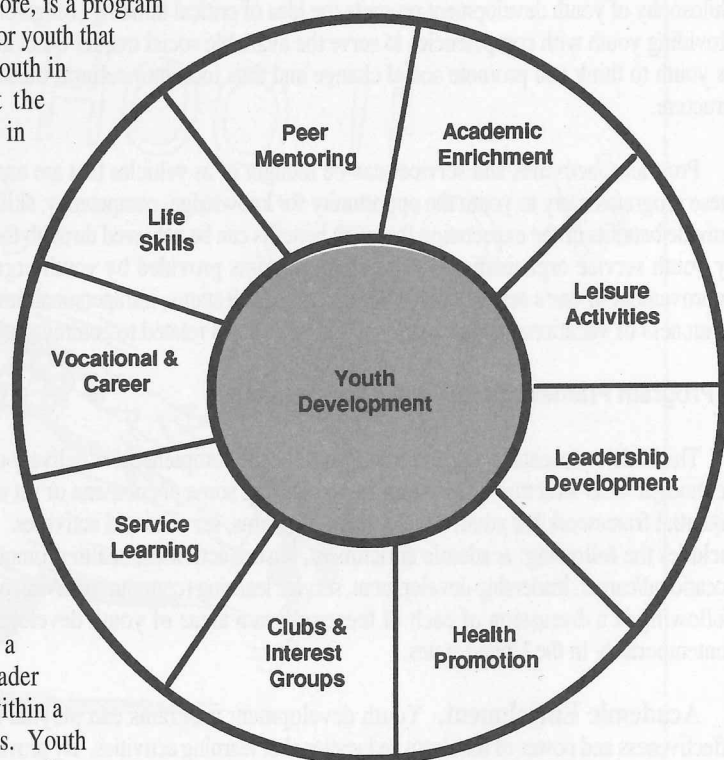 ore, is a program
or youth that
outh in
t the
in
Peer
Mentoring
Academic
Enrichment
Leisure
Activities
Leadership
Development
Health
Promotion
Clubs &
Interest
Groups
Service
Learning
Vocational &
Career
Life
Skills
Youth
Development
a
ader
ithin a
s. Youth